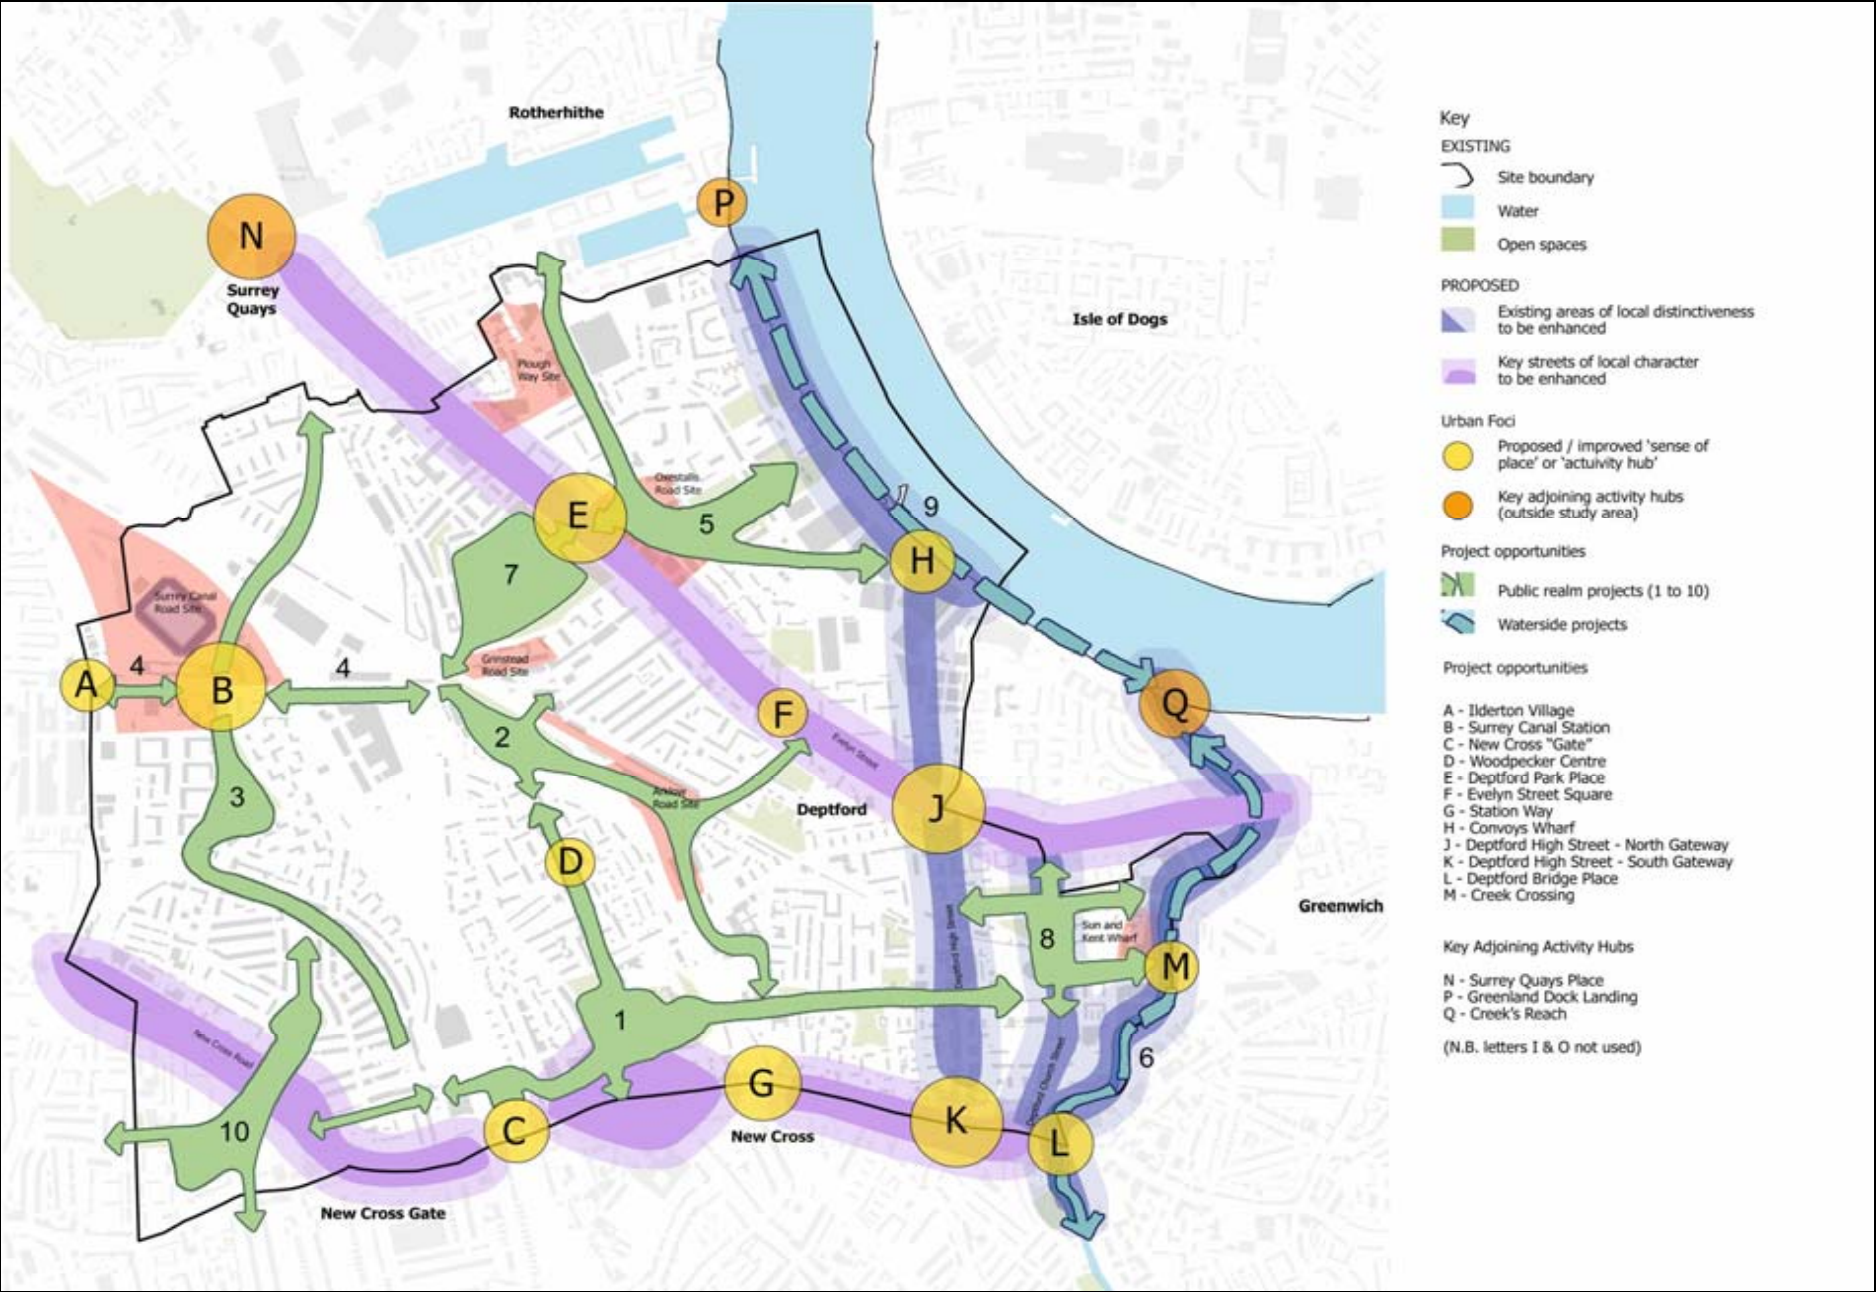 Rotherhithe
P
N
Surrey
Quays
Isle of Dogs
Plough
Way Site
Oxestalls
Road Site
E
5
9
H
7
Surrey Canal
Road Site
A
4
B
4
Grinstead
Road Site
2
F
Q
Evelyn Street
3
Arklow
Road Site
Deptford
J
D
Greenwich
Deptford High Street
8
Sun and
Kent Wharf
M
1
New Cross Road
6
Deptford Church Street
G
C
K
L
10
New Cross
New Cross Gate
Key
EXISTING
Site boundary
Water
Open spaces
PROPOSED
Existing areas of local distinctiveness
to be enhanced
Key streets of local character
to be enhanced
Urban Foci
Proposed / improved 'sense of
place' or 'actuivity hub'
Key adjoining activity hubs
(outside study area)
Project opportunities
Public realm projects (1 to 10)
Waterside projects
Project opportunities
A - Ilderton Village
B - Surrey Canal Station
C - New Cross "Gate"
D - Woodpecker Centre
E - Deptford Park Place
F - Evelyn Street Square
G - Station Way
H - Convoys Wharf
J - Deptford High Street - North Gateway
K - Deptford High Street - South Gateway
L - Deptford Bridge Place
M - Creek Crossing
Key Adjoining Activity Hubs
N - Surrey Quays Place
P - Greenland Dock Landing
Q - Creek's Reach
(N.B. letters I & O not used)